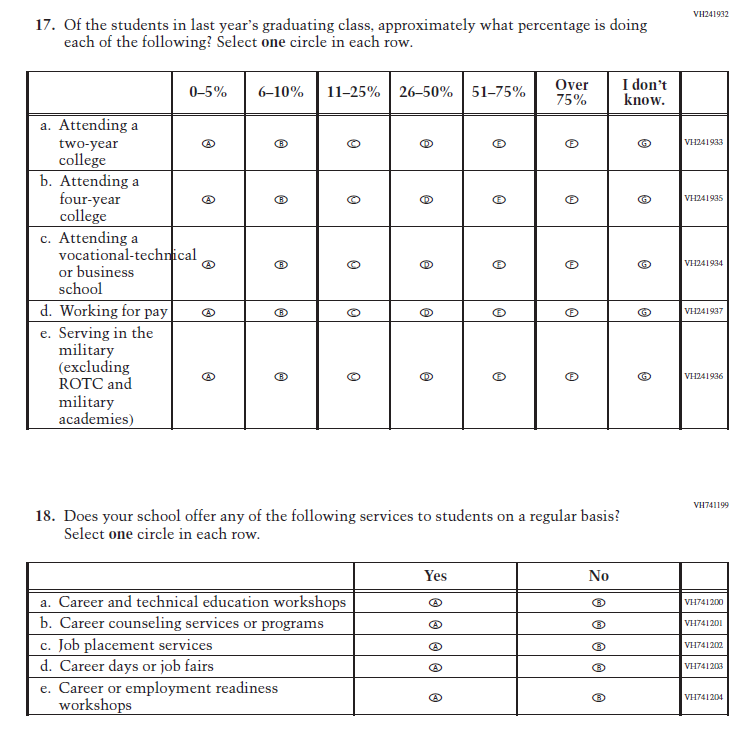 VH241932
17. Of the students in last year's graduating class, approximately what percentage is doing
each of the following? Select one circle in each row.
0–5% 6–10% 11–25% 26–50% 51–75% Over 75% I don't know.
a. Attending a
two-year
college
A B C D E F G VH241933
b. Attending a
four-year
college
A B C D E F G VH241935
c. Attending a
vocational-technical
or business
school
A B C D E F G VH241934
d. Working for pay A B C D E F G VH241937
e. Serving in the
military
(excluding
ROTC and
military
academies)
A B C D E F G VH241936
VH741199
18. Does your school offer any of the following services to students on a regular basis?
Select one circle in each row.
Yes No
a. Career and technical education workshops A B VH741200
b. Career counseling services or programs A B VH741201
c. Job placement services A B VH741202
d. Career days or job fairs A B VH741203
e. Career or employment readiness
workshops
A B VH741204